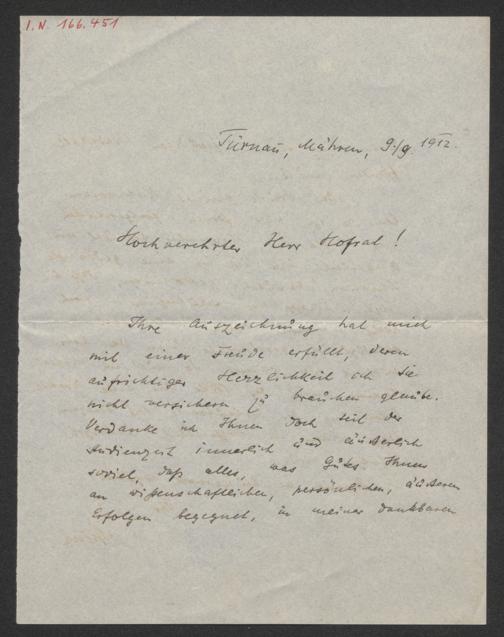 I. N. 166.451
Türnau, Mähren, 9./9. 1912.
Hochverehrter Herr Hofrat!
Ihre Auszeichnung hat mich
mit einer Freude erfüllt, deren
aufrichtiger Herzlichkeit ich Sie
nicht versichern zu brauchen glaube.
Verdanke ich Ihnen doch seit der
Studienzeit innerlich und äusserlich
soviel, daß alles, was Gutes Ihnen
an wißenschaftlichen, persönlichen, äusseren
Erfolgen begegnet, in meiner dankbaren